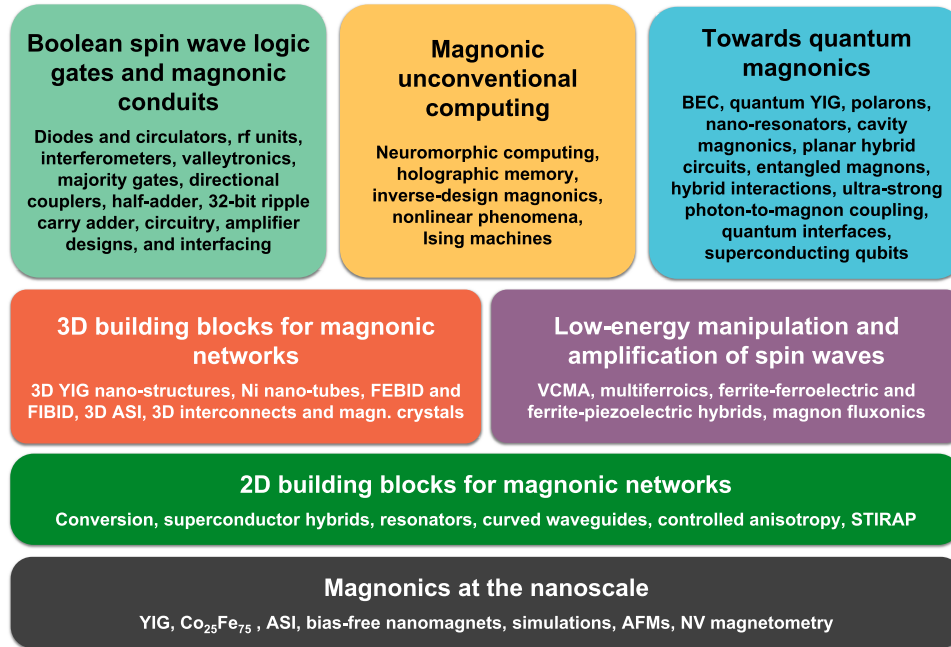 Boolean spin wave logic
gates and magnonic
conduits
Diodes and circulators, rf units,
interferometers, valleytronics,
majority gates, directional
couplers, half-adder, 32-bit ripple
carry adder, circuitry, amplifier
designs, and interfacing
Magnonic
unconventional
computing
Neuromorphic computing,
holographic memory,
inverse-design magnonics,
nonlinear phenomena,
Ising machines
Towards quantum
magnonics
BEC, quantum YIG, polarons,
nano-resonators, cavity
magnonics, planar hybrid
circuits, entangled magnons,
hybrid interactions, ultra-strong
photon-to-magnon coupling,
quantum interfaces,
superconducting qubits
3D building blocks for magnonic
networks
3D YIG nano-structures, Ni nano-tubes, FEBID and
FIBID, 3D ASI, 3D interconnects and magn. crystals
Low-energy manipulation and
amplification of spin waves
VCMA, multiferroics, ferrite-ferroelectric and
ferrite-piezoelectric hybrids, magnon fluxonics
2D building blocks for magnonic networks
Conversion, superconductor hybrids, resonators, curved waveguides, controlled anisotropy, STIRAP
Magnonics at the nanoscale
YIG, Co₂₅Fe₇₅ , ASI, bias-free nanomagnets, simulations, AFMs, NV magnetometry